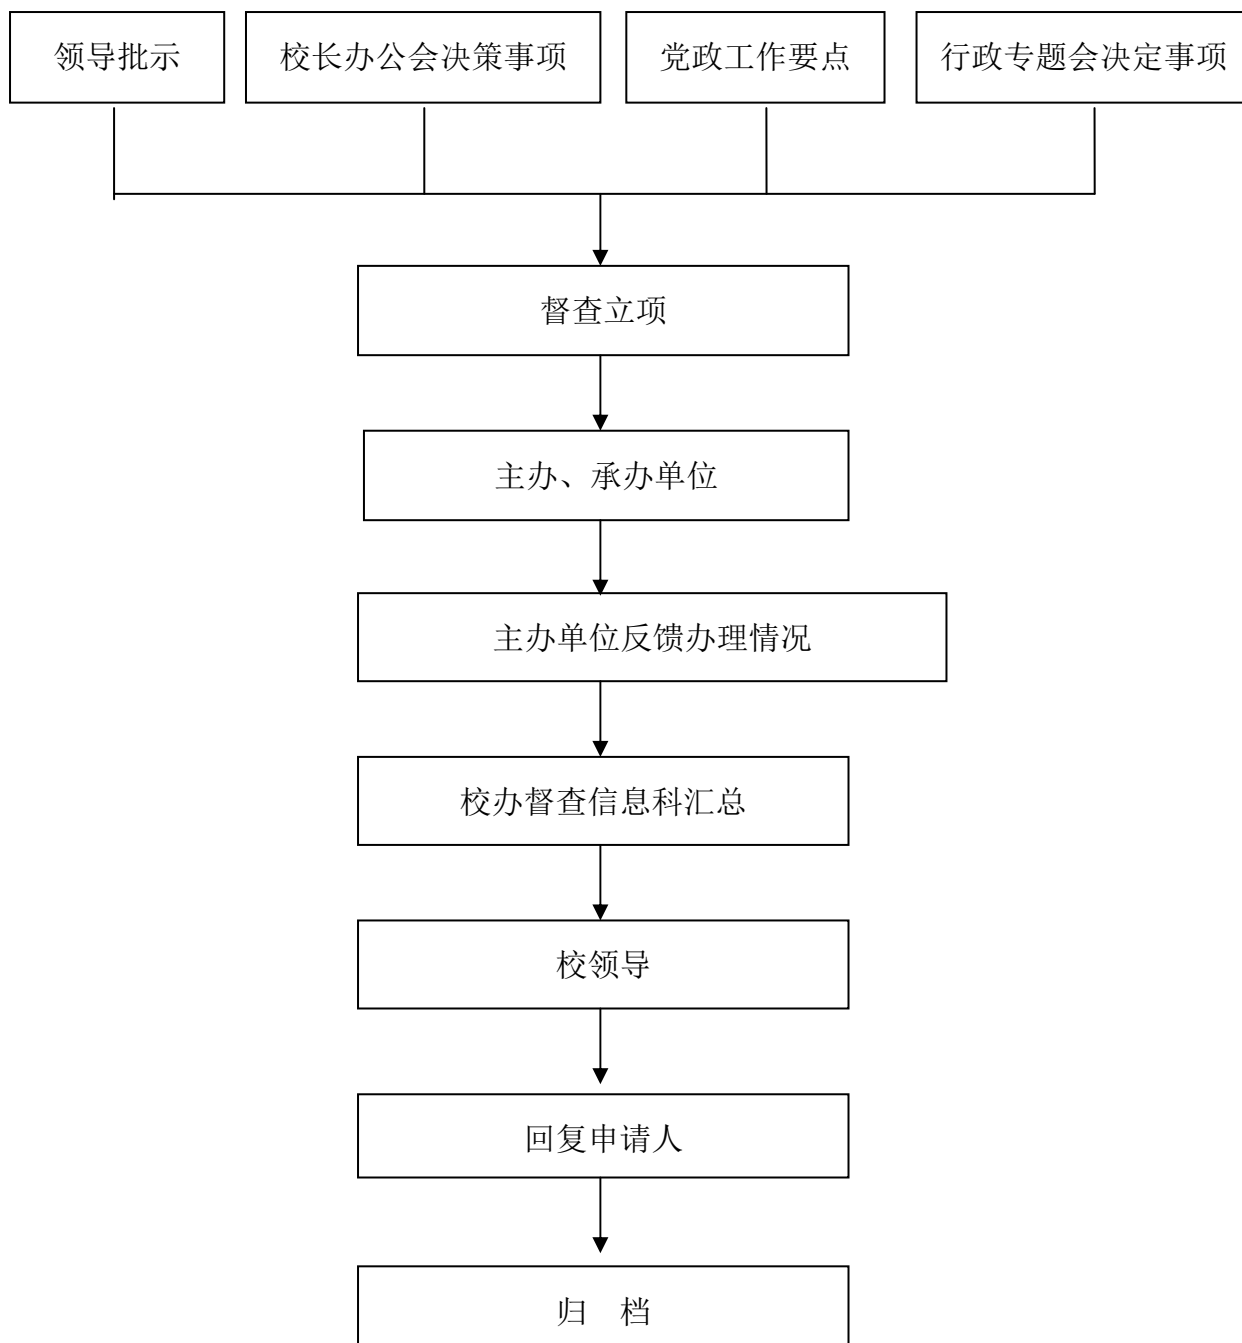 领导批示
校长办公会决策事项
党政工作要点
行政专题会决定事项
督查立项
主办、承办单位
主办单位反馈办理情况
校办督查信息科汇总
校领导
回复申请人
归　档